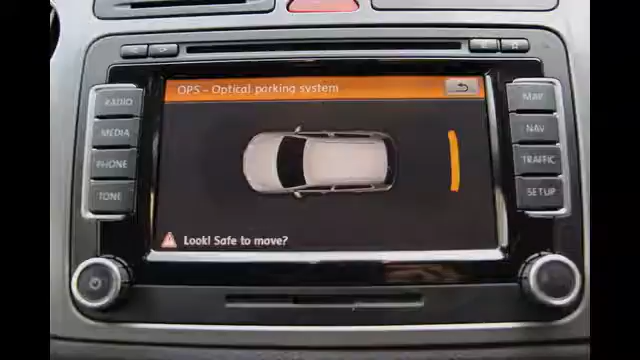 OPS - Optical parking system
RADIO
MEDIA
PHONE
TONE
MAP
NAV
TRAFFIC
SETUP
Look! Safe to move?